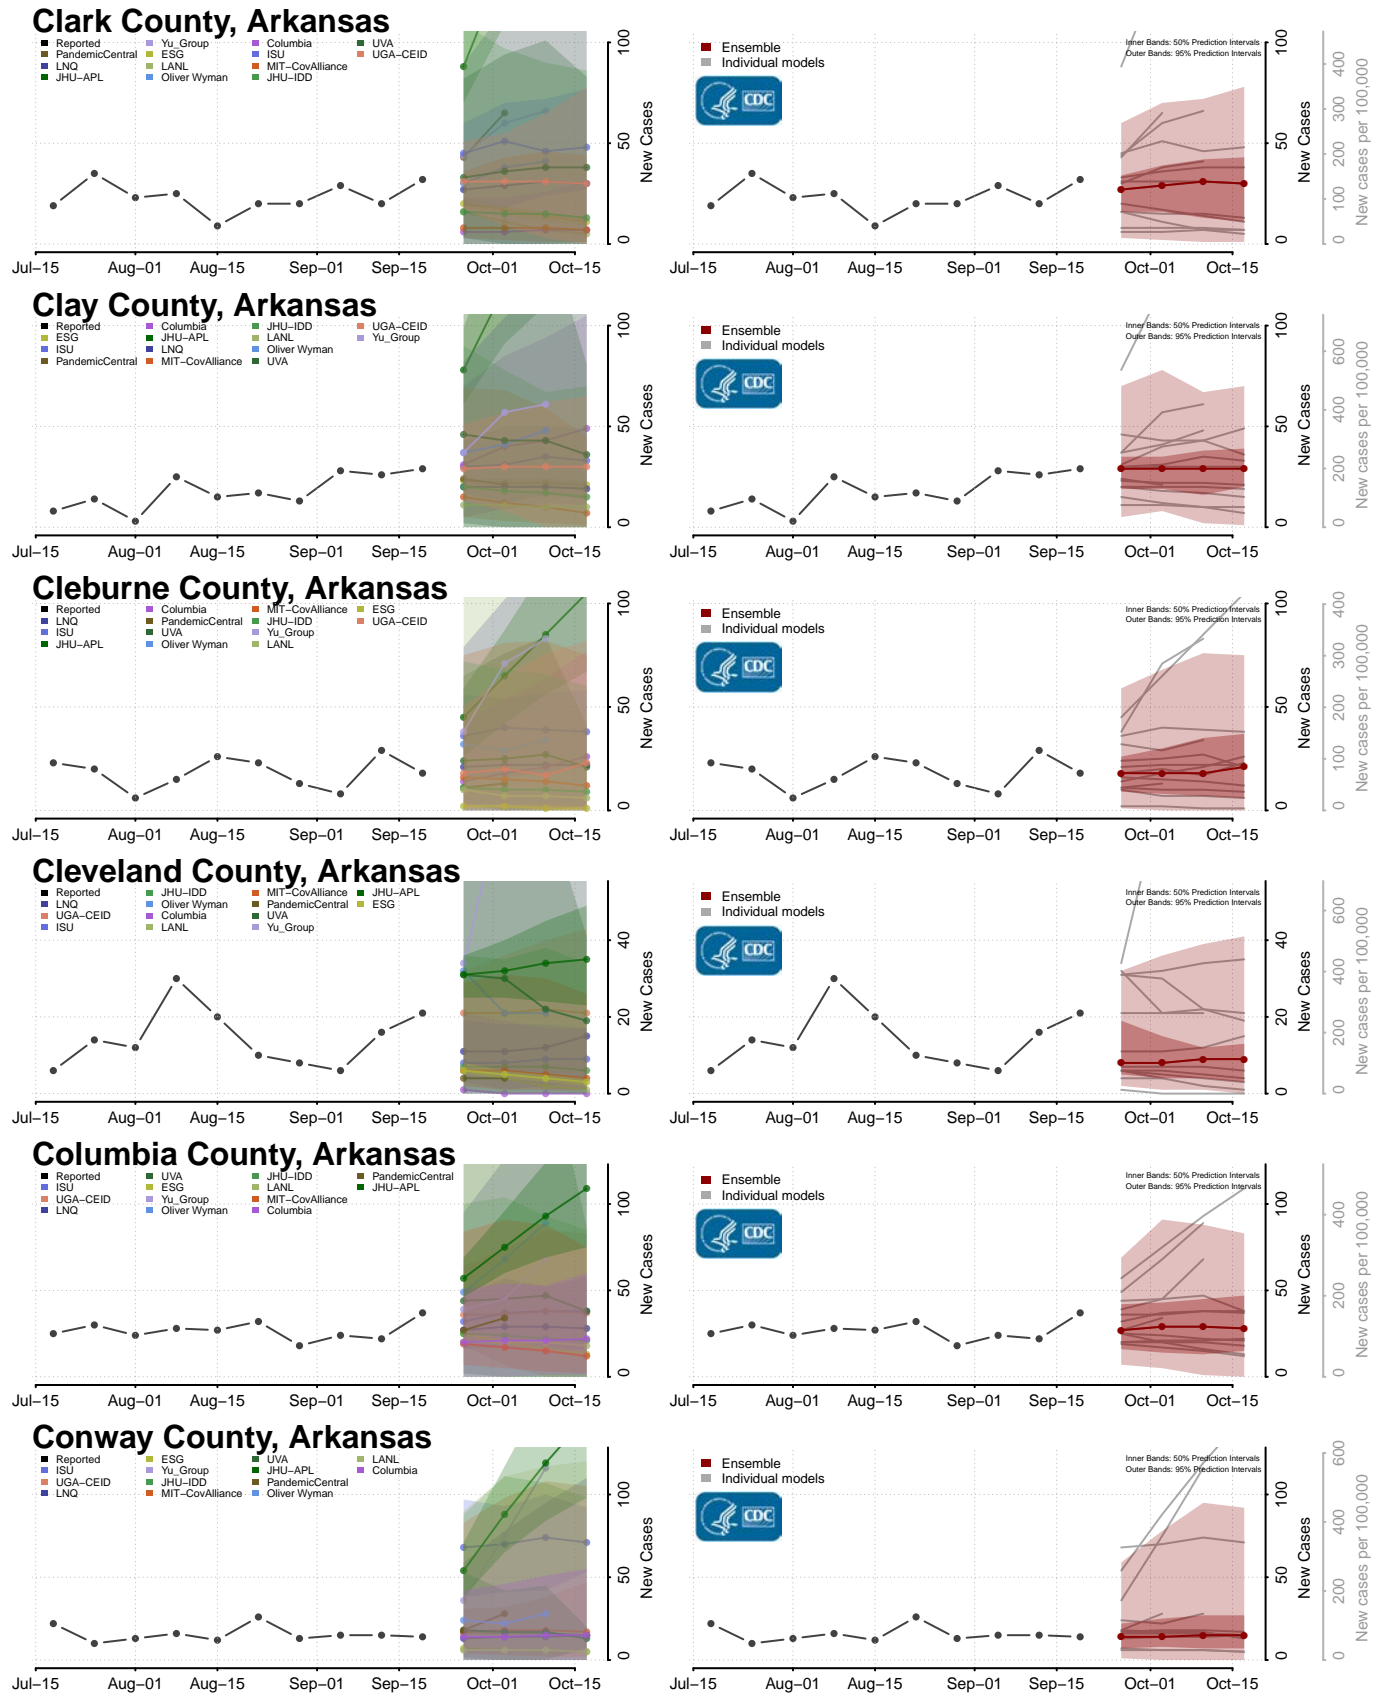 Clark County, Arkansas
Reported Yu_Group Columbia UVA
PandemicCentral ESG ISU UGA−CEID
LNQ LANL MIT−CovAlliance
JHU−APL Oliver Wyman JHU−IDD
0 50 100
New Cases
Jul−15 Aug−01 Aug−15 Sep−01 Sep−15 Oct−01 Oct−15
Ensemble
Individual models
CDC
Inner Bands: 50% Prediction Intervals
Outer Bands: 95% Prediction Intervals
0 50 100
New Cases
0 100 200 300 400
New cases per 100,000
Jul−15 Aug−01 Aug−15 Sep−01 Sep−15 Oct−01 Oct−15
Clay County, Arkansas
Reported Columbia JHU−IDD UGA−CEID
ESG JHU−APL LANL Yu_Group
ISU LNQ Oliver Wyman
PandemicCentral MIT−CovAlliance UVA
0 50 100
New Cases
Jul−15 Aug−01 Aug−15 Sep−01 Sep−15 Oct−01 Oct−15
Ensemble
Individual models
CDC
Inner Bands: 50% Prediction Intervals
Outer Bands: 95% Prediction Intervals
0 50 100
New Cases
0 200 400 600
New cases per 100,000
Jul−15 Aug−01 Aug−15 Sep−01 Sep−15 Oct−01 Oct−15
Cleburne County, Arkansas
Reported Columbia MIT−CovAlliance ESG
LNQ PandemicCentral JHU−IDD UGA−CEID
ISU UVA Yu_Group
JHU−APL Oliver Wyman LANL
0 50 100
New Cases
Jul−15 Aug−01 Aug−15 Sep−01 Sep−15 Oct−01 Oct−15
Ensemble
Individual models
CDC
Inner Bands: 50% Prediction Intervals
Outer Bands: 95% Prediction Intervals
0 50 100
New Cases
0 100 200 300 400
New cases per 100,000
Jul−15 Aug−01 Aug−15 Sep−01 Sep−15 Oct−01 Oct−15
Cleveland County, Arkansas
Reported JHU−IDD MIT−CovAlliance JHU−APL
LNQ Oliver Wyman PandemicCentral ESG
UGA−CEID Columbia UVA
ISU LANL Yu_Group
0 20 40
New Cases
Jul−15 Aug−01 Aug−15 Sep−01 Sep−15 Oct−01 Oct−15
Ensemble
Individual models
CDC
Inner Bands: 50% Prediction Intervals
Outer Bands: 95% Prediction Intervals
0 20 40
New Cases
0 200 400 600
New cases per 100,000
Jul−15 Aug−01 Aug−15 Sep−01 Sep−15 Oct−01 Oct−15
Columbia County, Arkansas
Reported UVA JHU−IDD PandemicCentral
ISU ESG LANL JHU−APL
UGA−CEID Yu_Group MIT−CovAlliance
LNQ Oliver Wyman Columbia
0 50 100
New Cases
Jul−15 Aug−01 Aug−15 Sep−01 Sep−15 Oct−01 Oct−15
Ensemble
Individual models
CDC
Inner Bands: 50% Prediction Intervals
Outer Bands: 95% Prediction Intervals
0 50 100
New Cases
0 200 400
New cases per 100,000
Jul−15 Aug−01 Aug−15 Sep−01 Sep−15 Oct−01 Oct−15
Conway County, Arkansas
Reported ESG UVA LANL
ISU Yu_Group JHU−APL Columbia
UGA−CEID JHU−IDD PandemicCentral
LNQ MIT−CovAlliance Oliver Wyman
0 50 100
New Cases
Jul−15 Aug−01 Aug−15 Sep−01 Sep−15 Oct−01 Oct−15
Ensemble
Individual models
CDC
Inner Bands: 50% Prediction Intervals
Outer Bands: 95% Prediction Intervals
0 50 100
New Cases
0 200 400 600
New cases per 100,000
Jul−15 Aug−01 Aug−15 Sep−01 Sep−15 Oct−01 Oct−15